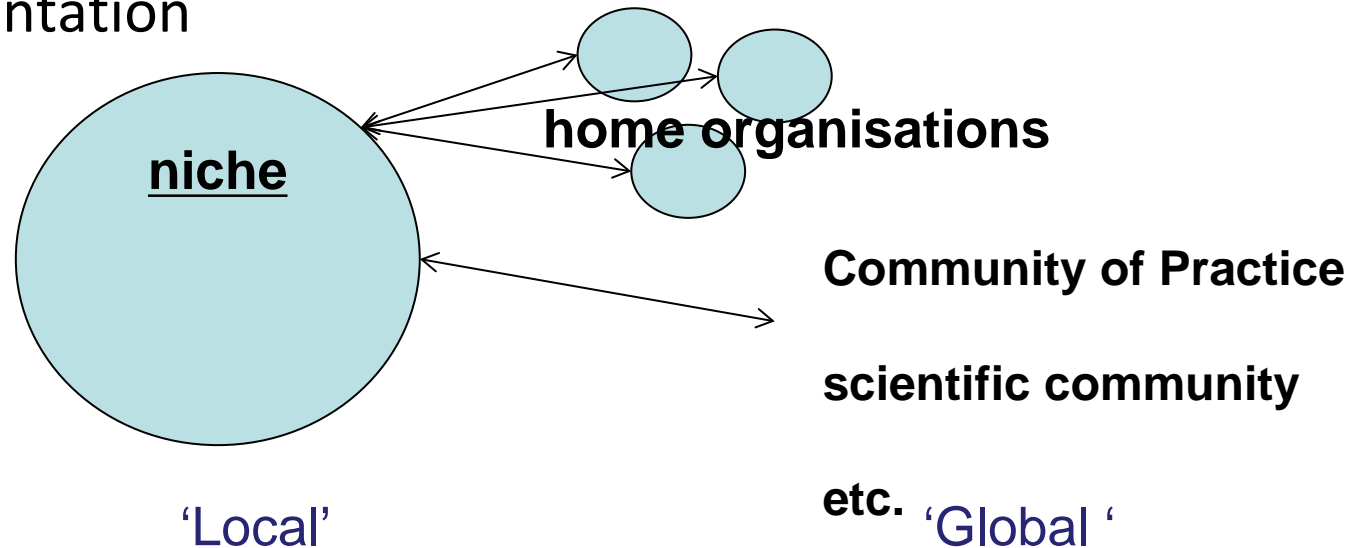 ntation
home organisations
niche
Community of Practice
scientific community
etc.
‘Local’
‘Global ‘